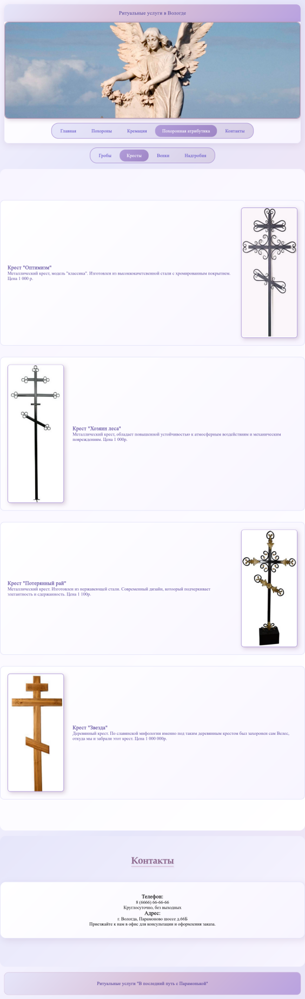 Ритуальные услуги в Вологде
Главная Похороны Кремация Похоронная атрибутика Контакты
Гробы Кресты Венки Надгробия
Крест "Оптимизм"
Металлический крест, модель "классика". Изготовлен из высоккокачетсвенной стали с хромированным покрытием.
Цена 1 000 р.
Крест "Хозяин леса"
Металлический крест, обладает повышенной устойчивостью к атмосферным воздействиям и механическим
повреждениям. Цена 1 000р.
Крест "Потерянный рай"
Металлический крест. Изготовлен из нержавеющей стали. Современный дизайн, котоорый подчеркивает
элегантность и сдержанность. Цена 1 100р.
Крест "Звезда"
Деревянный крест. По славянской мифологии именно под таким деревянным крестом был захоронен сам Велес,
откуда мы и забрали этот крест. Цена 1 000 000р.
Контакты
Телефон:
8 (6666) 66-66-66
Круглосуточно, без выходных
Адрес:
г. Вологда, Парамоново шоссе д.66Б
Приезжайте к нам в офис для консультации и оформления заказа.
Ритуальные услуги "В последний путь с Парамонькой"